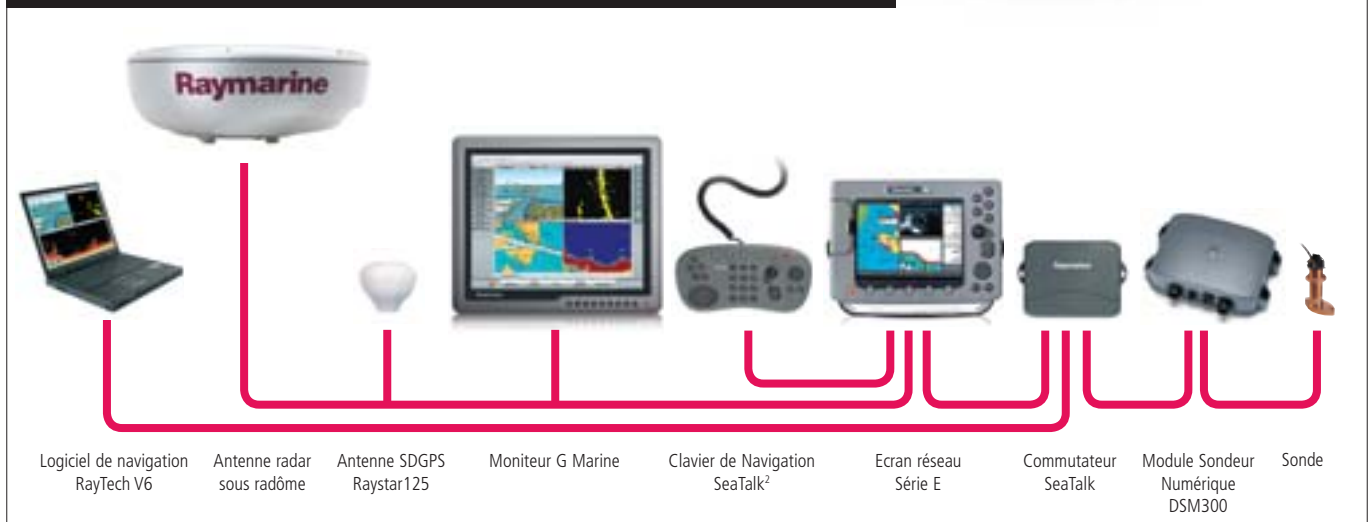 Raymarine
Raymarine
Logiciel de navigation
RayTech V6
Antenne radar
sous radôme
Antenne SDGPS
Raystar125
Moniteur G Marine
Clavier de Navigation
SeaTalk²
Ecran réseau
Série E
Commutateur
SeaTalk
Module Sondeur
Numérique
DSM300
Sonde